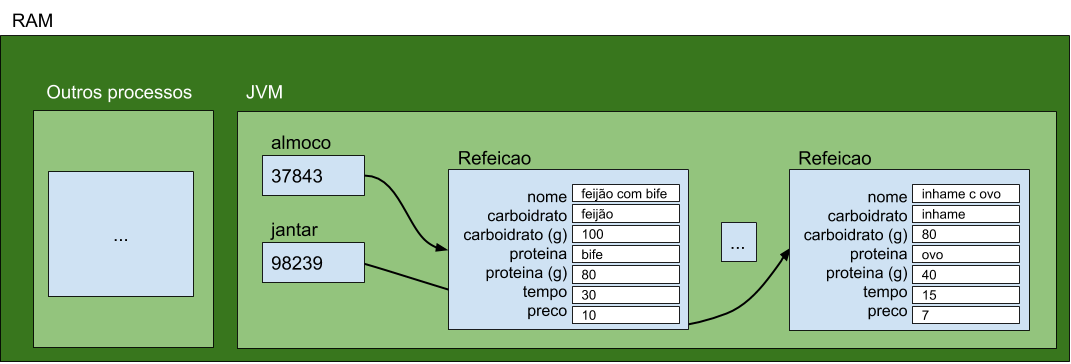 RAM
Outros processos
...
JVM
almoco
37843
jantar
98239
Refeicao
nome feijão com bife
carboidrato feijão
carboidrato (g) 100
proteina bife
proteina (g) 80
tempo 30
preco 10
...
Refeicao
nome inhame c ovo
carboidrato inhame
carboidrato (g) 80
proteina ovo
proteina (g) 40
tempo 15
preco 7